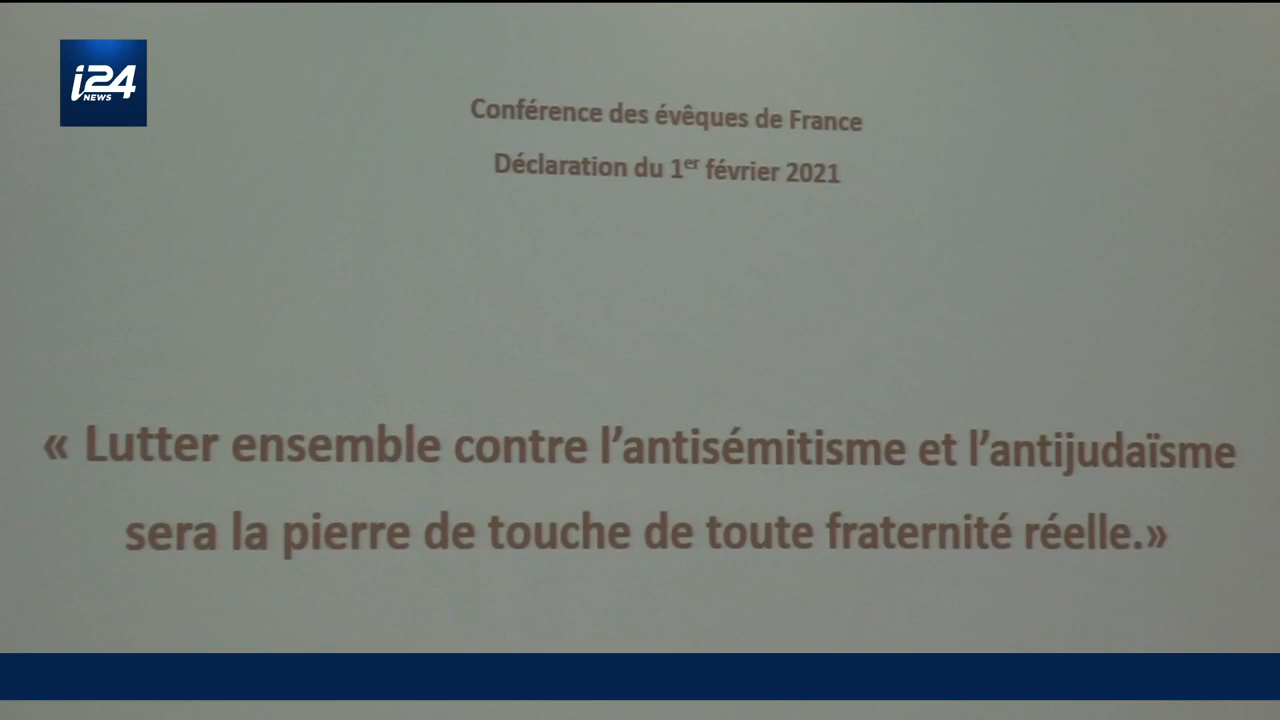 i24
NEWS
Conférence des évêques de France
Déclaration du 1er février 2021
« Lutter ensemble contre l’antisémitisme et l’antijudaïsme
sera la pierre de touche de toute fraternité réelle.»